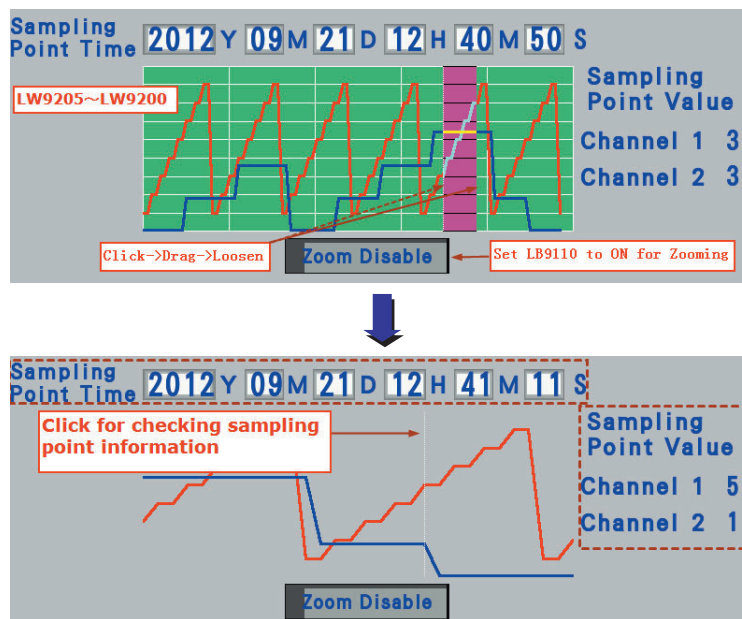 Sampling
Point Time 2012 Y 09 M 21 D 12 H 40 M 50 S
LW9205～LW9200
Sampling
Point Value
Channel 1 3
Channel 2 3
Click->Drag->Loosen
Zoom Disable
Set LB9110 to ON for Zooming
Sampling
Point Time 2012 Y 09 M 21 D 12 H 41 M 11 S
Click for checking sampling
point information
Sampling
Point Value
Channel 1 5
Channel 2 1
Zoom Disable